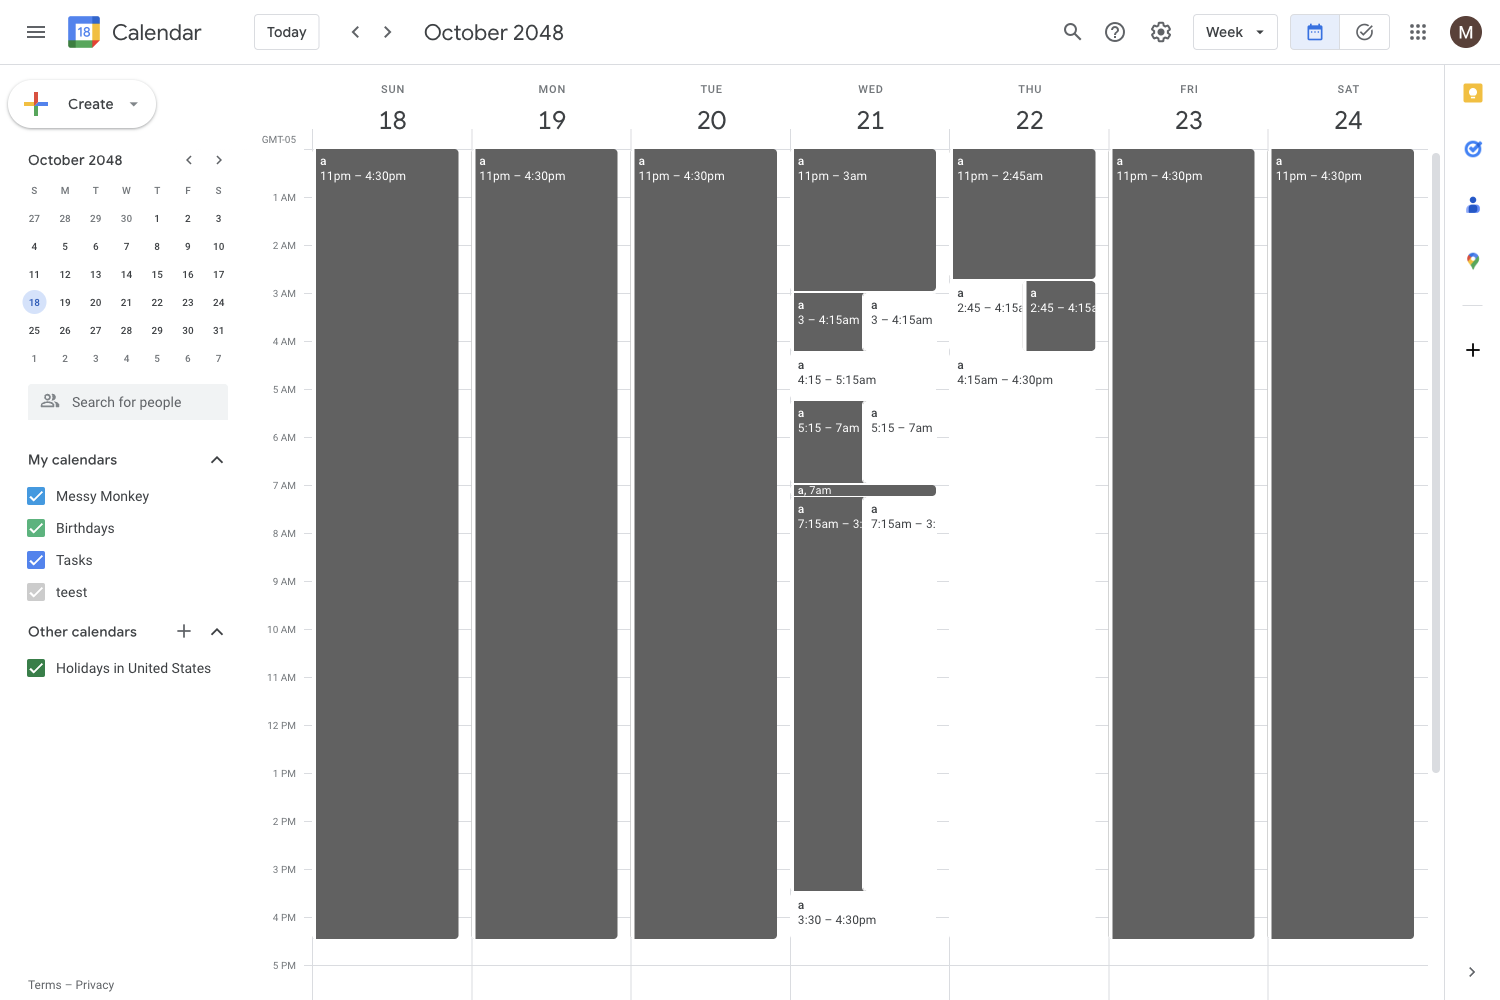 18 Calendar Today October 2048 Week M
Create
October 2048
S M T W T F S
27 28 29 30 1 2 3
4 5 6 7 8 9 10
11 12 13 14 15 16 17
18 19 20 21 22 23 24
25 26 27 28 29 30 31
1 2 3 4 5 6 7
Search for people
My calendars
Messy Monkey
Birthdays
Tasks
teest
Other calendars
Holidays in United States
Terms – Privacy
SUN MON TUE WED THU FRI SAT
18 19 20 21 22 23 24
GMT-05
a a a a a a a
11pm – 4:30pm 11pm – 4:30pm 11pm – 4:30pm 11pm – 3am 11pm – 2:45am 11pm – 4:30pm 11pm – 4:30pm
1 AM
2 AM
3 AM
a a a a
3 – 4:15am 3 – 4:15am 2:45 – 4:15a 2:45 – 4:15a
4 AM
a a
4:15 – 5:15am 4:15am – 4:30pm
5 AM
a a
5:15 – 7am 5:15 – 7am
6 AM
7 AM
a, 7am
a a
7:15am – 3: 7:15am – 3:
8 AM
9 AM
10 AM
11 AM
12 PM
1 PM
2 PM
3 PM
a
3:30 – 4:30pm
4 PM
5 PM